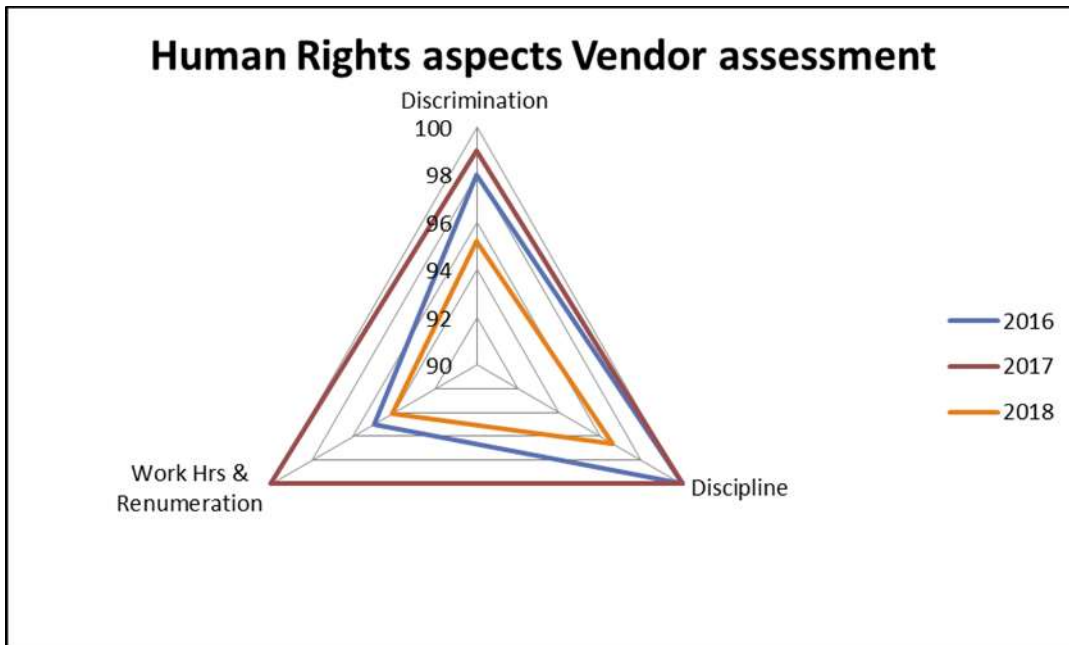 Human Rights aspects Vendor assessment
Discrimination
100
98
96
94
92
90
2016
2017
2018
Work Hrs &
Renumeration
Discipline